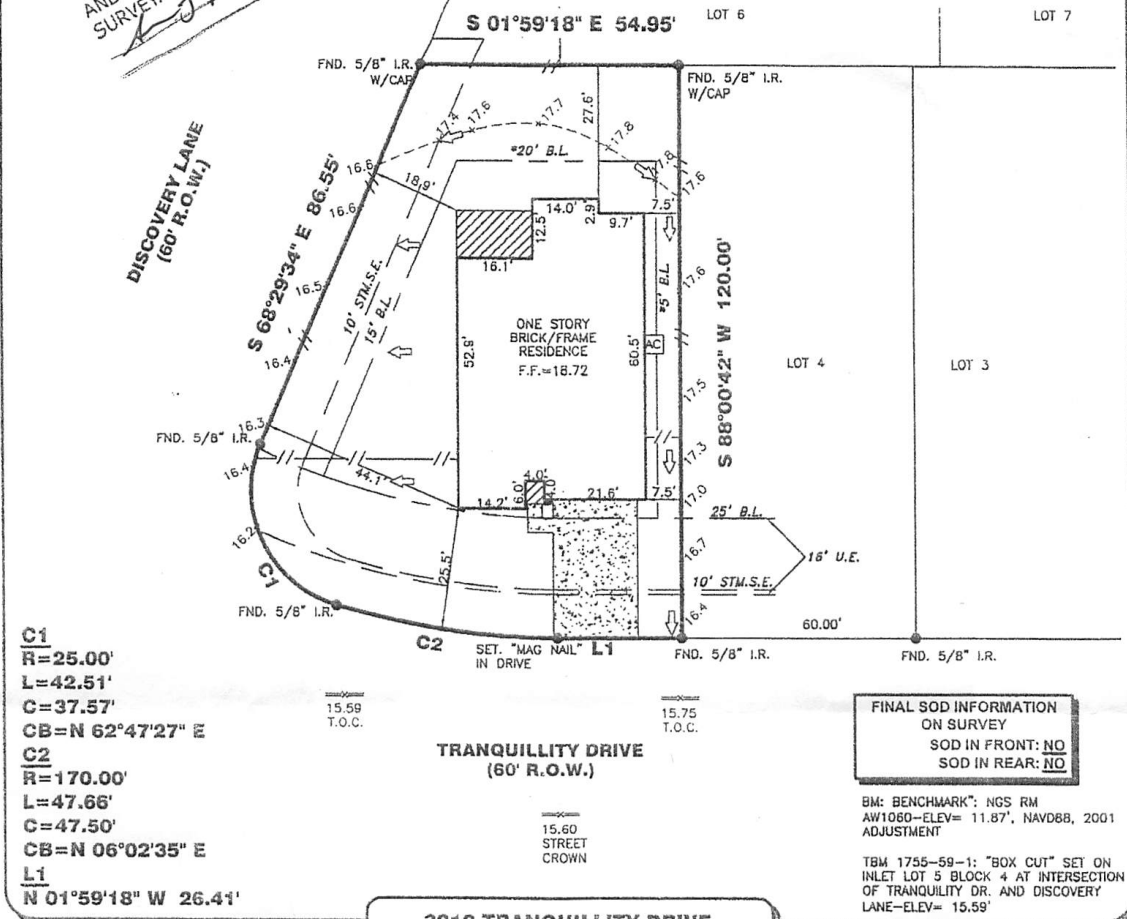 AND
SURVEY.
S 01°59'18" E 54.95'
LOT 6
LOT 7
FND. 5/8" I.R.
W/CAP
FND. 5/8" I.R.
W/CAP
DISCOVERY LANE
(60' R.O.W.)
S 68°29'34" E 86.55'
17.4
17.6
17.7
17.8
17.8
17.6
27.6'
*20' B.L.
16.6
18.9'
16.6
14.0'
2.9'
9.7'
7.5'
12.5'
16.1'
16.5
10' STM.S.E.
15' B.L.
*5' B.L.
17.6
ONE STORY
BRICK/FRAME
RESIDENCE
F.F.=18.72
52.9'
60.5'
AC
16.4
S 88°00'42" W 120.00'
LOT 4
LOT 3
17.5
16.3
FND. 5/8" I.R.
16.4
44.1'
17.3
4.0'
6.0'
4.0'
14.2'
21.6'
7.5'
17.0
25' B.L.
16.2
25.5'
16.7
16' U.E.
C1
10' STM.S.E.
16.4
FND. 5/8" I.R.
60.00'
C2
SET. "MAG NAIL"
IN DRIVE
L1
FND. 5/8" I.R.
FND. 5/8" I.R.
C1
R=25.00'
L=42.51'
C=37.57'
CB=N 62°47'27" E
C2
R=170.00'
L=47.66'
C=47.50'
CB=N 06°02'35" E
L1
N 01°59'18" W 26.41'
15.59
T.O.C.
15.75
T.O.C.
TRANQUILLITY DRIVE
(60' R.O.W.)
15.60
STREET
CROWN
FINAL SOD INFORMATION
ON SURVEY
SOD IN FRONT: NO
SOD IN REAR: NO
BM: BENCHMARK": NGS RM
AW1060-ELEV= 11.87', NAVD88, 2001
ADJUSTMENT
TBM 1755-59-1: "BOX CUT" SET ON
INLET LOT 5 BLOCK 4 AT INTERSECTION
OF TRANQUILITY DR. AND DISCOVERY
LANE-ELEV= 15.59'
TRANQUILLITY DRIVE